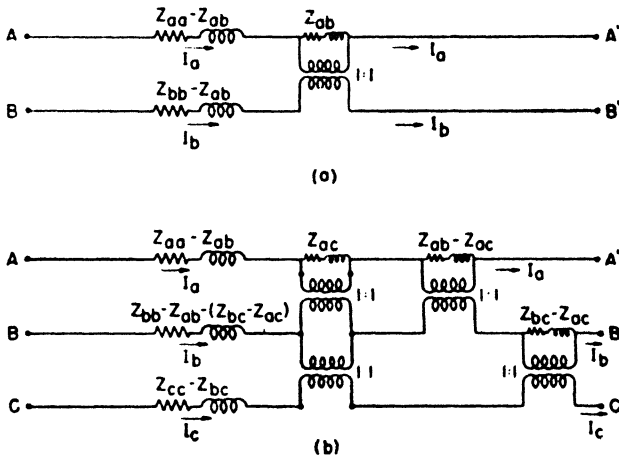 Zaa-Zab
Zab
A
A'
Ia
Ia
1:1
Zbb-Zab
B
B'
Ib
Ib
(a)
Zaa-Zab
Zac
Zab-Zac
A
A'
Ia
Ia
1:1
1:1
Zbb-Zab-(Zbc-Zac)
Zbc-Zac
B
B
Ib
Ib
Zcc-Zbc
1 1
1:1
C
C
Ic
Ic
(b)